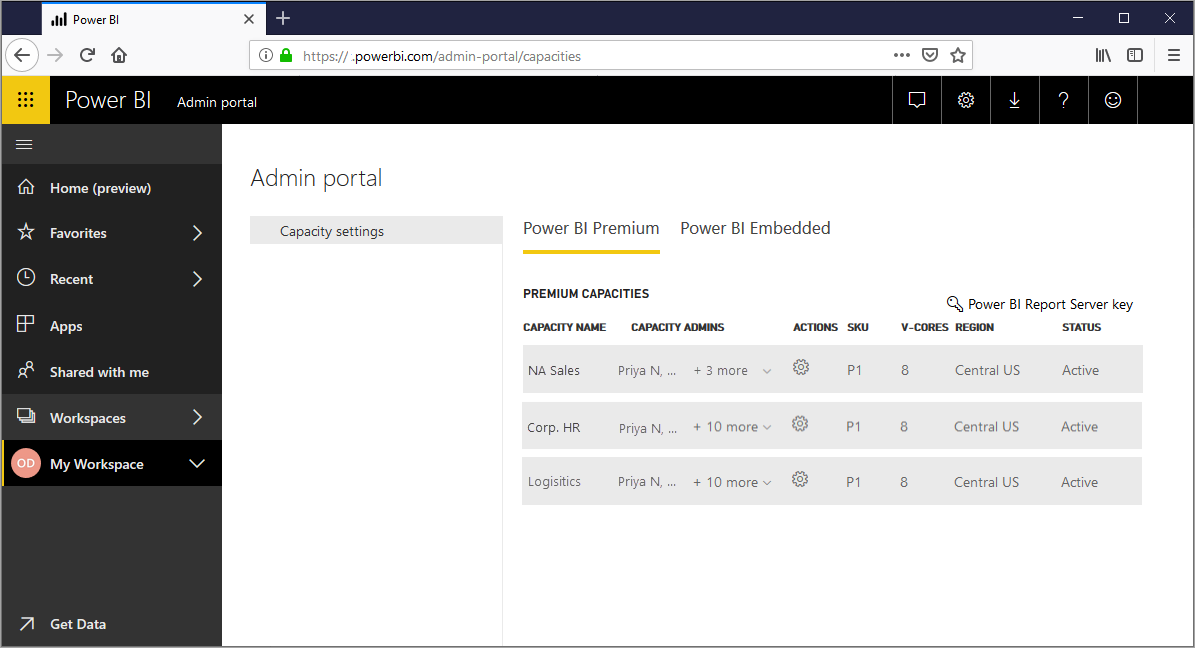 Power BI
https:// .powerbi.com/admin-portal/capacities
Power BI Admin portal
Home (preview)
Favorites
Recent
Apps
Shared with me
Workspaces
OD My Workspace
Get Data
Admin portal
Capacity settings
Power BI Premium Power BI Embedded
PREMIUM CAPACITIES
Power BI Report Server key
CAPACITY NAME CAPACITY ADMINS ACTIONS SKU V-CORES REGION STATUS
NA Sales Priya N, ... + 3 more P1 8 Central US Active
Corp. HR Priya N, ... + 10 more P1 8 Central US Active
Logisitics Priya N, ... + 10 more P1 8 Central US Active